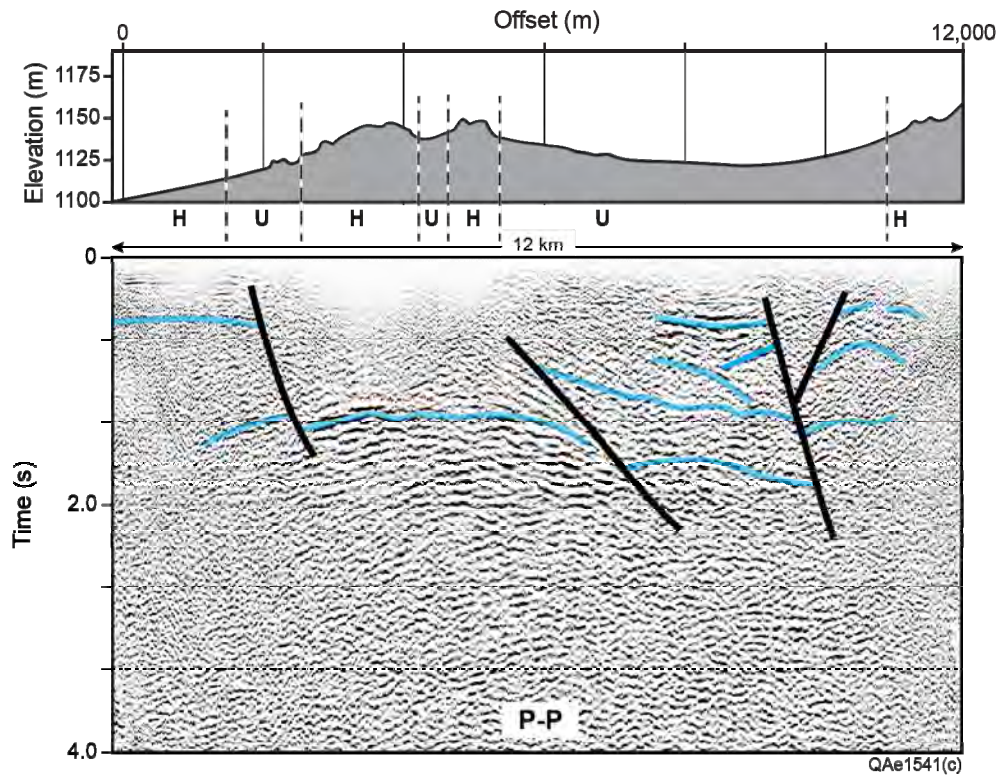 Offset (m)
0 12,000
Elevation (m)
1175
1150
1125
1100
H U H U H U H
12 km
0
Time (s)
2.0
4.0
P-P
QAe1541(c)